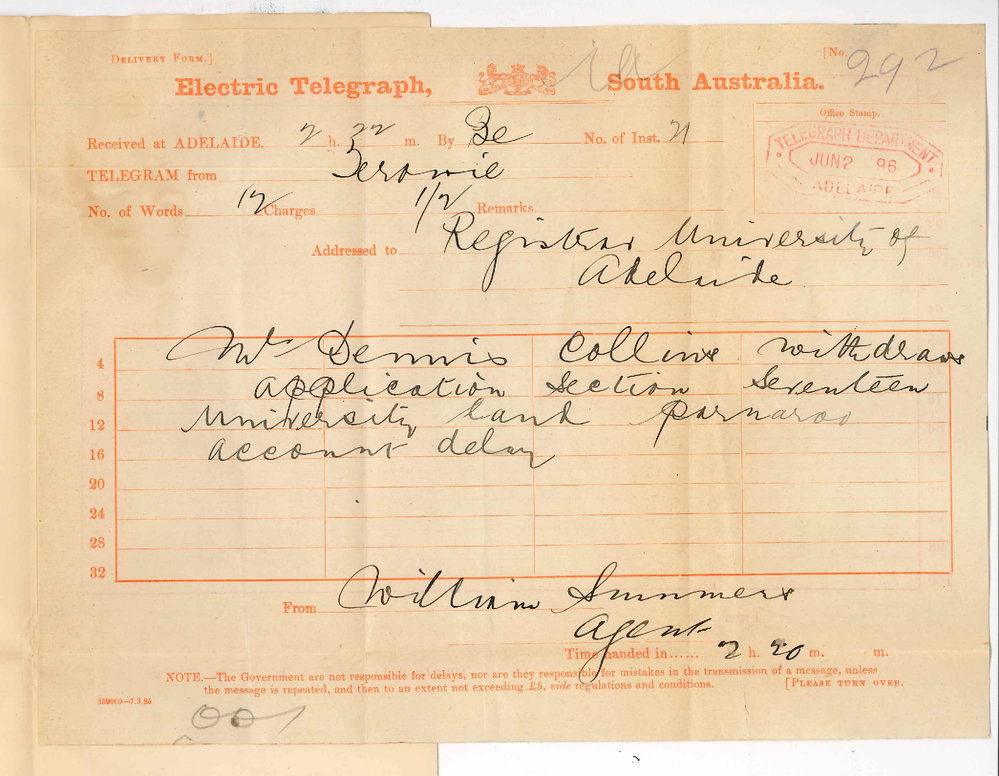 DELIVERY FORM.]
[No. 292
Electric Telegraph, South Australia.
Office Stamp.
Received at ADELAIDE, 2 h. 22 m. By Be No. of Inst. 21
TELEGRAPH DEPARTMENT
JUN 2 96
ADELAIDE
TELEGRAM from Terowie
No. of Words 12 Charges 1/2 Remarks
Addressed to Registrar University of
Adelaide
Mr Dennis Collins withdraws
4
application Section Seventeen
8
University land parnaroo
12
account delay
16
20
24
28
32
From William Summers
Agent
Time handed in...... 2 h. 20 m. m.
NOTE.—The Government are not responsible for delays, nor are they responsible for mistakes in the transmission of a message, unless
the message is repeated, and then to an extent not exceeding £5, vide regulations and conditions. [PLEASE TURN OVER.
350000—7.3.95